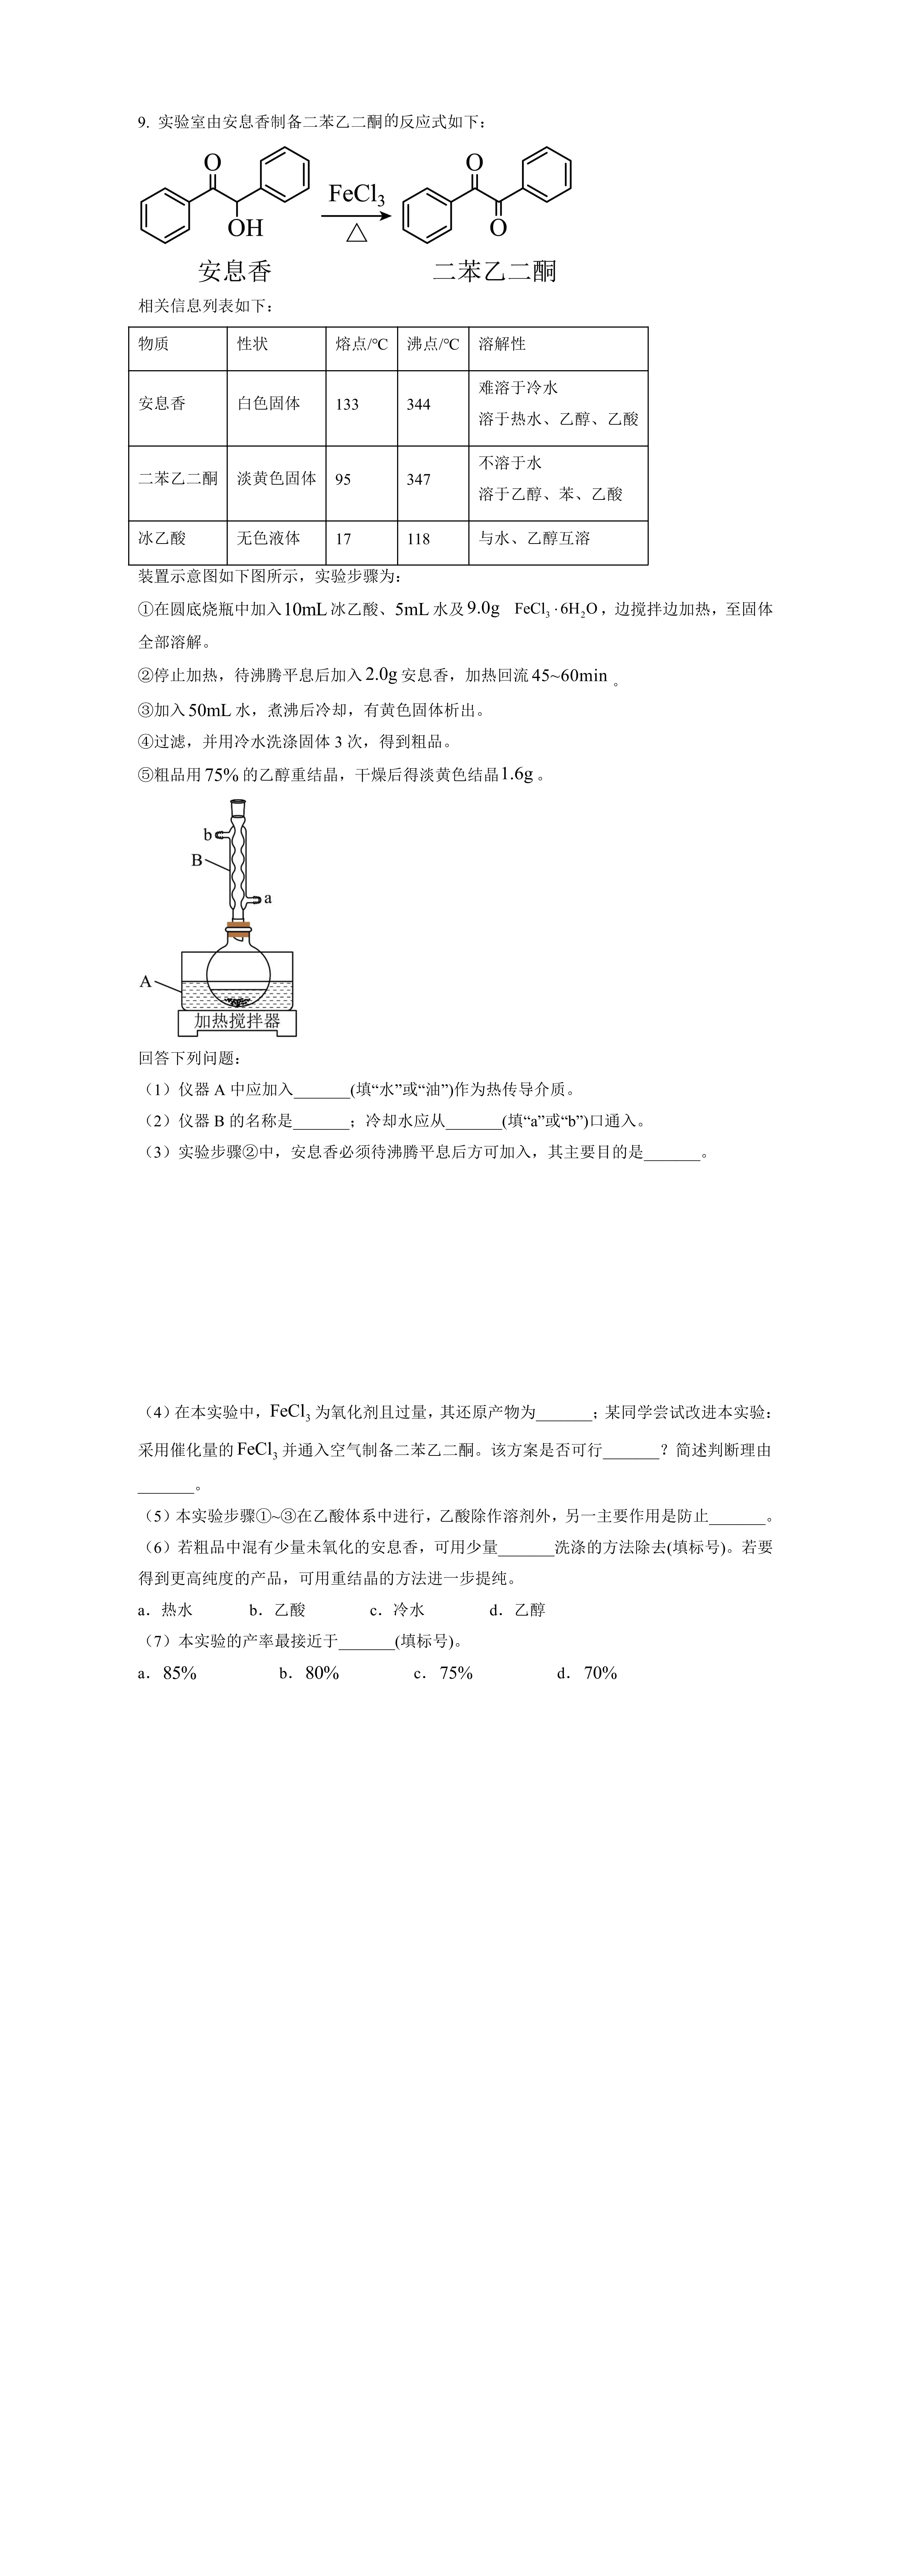 9. 实验室由安息香制备二苯乙二酮的反应式如下：
O
OH
FeCl₃
△
O
O
安息香
二苯乙二酮
相关信息列表如下：
物质 性状 熔点/℃ 沸点/℃ 溶解性
安息香 白色固体 133 344 难溶于冷水
溶于热水、乙醇、乙酸
二苯乙二酮 淡黄色固体 95 347 不溶于水
溶于乙醇、苯、乙酸
冰乙酸 无色液体 17 118 与水、乙醇互溶
装置示意图如下图所示，实验步骤为：
①在圆底烧瓶中加入10mL冰乙酸、5mL水及9.0g FeCl₃·6H₂O，边搅拌边加热，至固体
全部溶解。
②停止加热，待沸腾平息后加入2.0g安息香，加热回流45~60min。
③加入50mL水，煮沸后冷却，有黄色固体析出。
④过滤，并用冷水洗涤固体3次，得到粗品。
⑤粗品用75%的乙醇重结晶，干燥后得淡黄色结晶1.6g。
b
B
a
A
加热搅拌器
回答下列问题：
（1）仪器A中应加入_______(填“水”或“油”)作为热传导介质。
（2）仪器B的名称是_______；冷却水应从_______(填“a”或“b”)口通入。
（3）实验步骤②中，安息香必须待沸腾平息后方可加入，其主要目的是_______。
（4）在本实验中，FeCl₃为氧化剂且过量，其还原产物为_______；某同学尝试改进本实验：
采用催化量的FeCl₃并通入空气制备二苯乙二酮。该方案是否可行_______？简述判断理由
_______。
（5）本实验步骤①~③在乙酸体系中进行，乙酸除作溶剂外，另一主要作用是防止_______。
（6）若粗品中混有少量未氧化的安息香，可用少量_______洗涤的方法除去(填标号)。若要
得到更高纯度的产品，可用重结晶的方法进一步提纯。
a．热水 b．乙酸 c．冷水 d．乙醇
（7）本实验的产率最接近于_______(填标号)。
a．85% b．80% c．75% d．70%